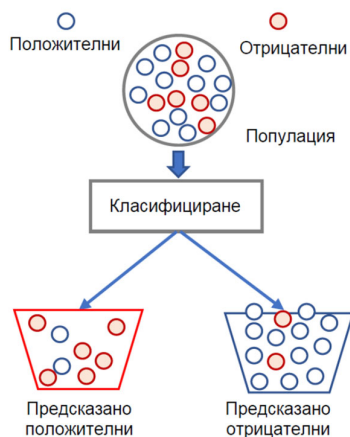 Положителни
Отрицателни
Популация
Класифициране
Предсказано
положителни
Предсказано
отрицателни